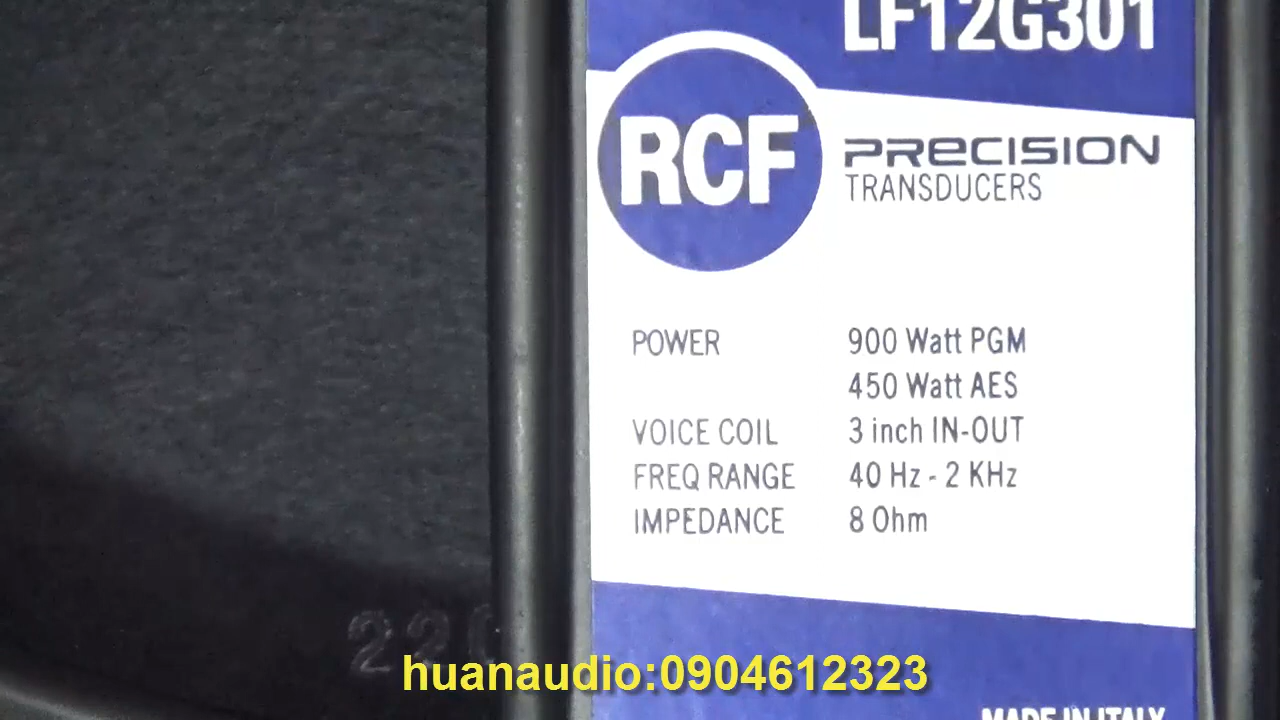 LF12G301
RCF
PRECISION
TRANSDUCERS
POWER 900 Watt PGM
450 Watt AES
VOICE COIL 3 inch IN-OUT
FREQ RANGE 40 Hz - 2 KHz
IMPEDANCE 8 Ohm
220
huanaudio:0904612323
MADE IN ITALY